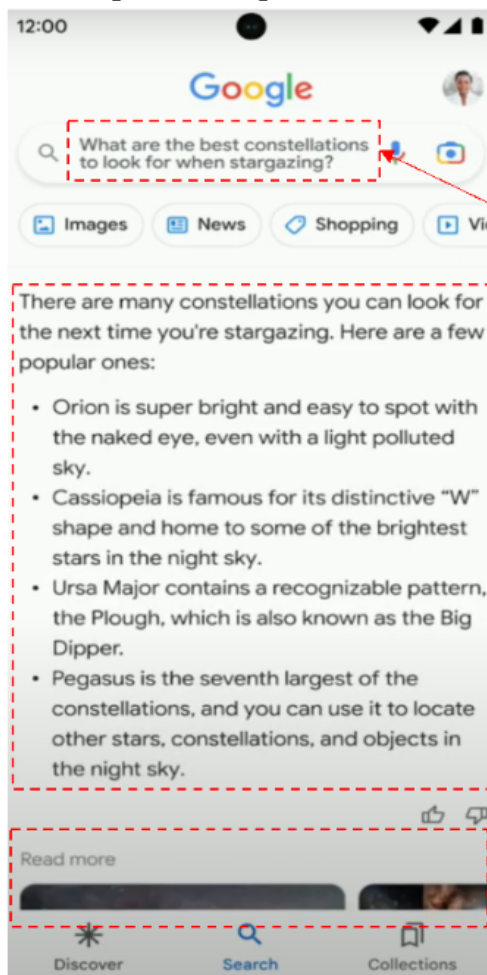 12:00
Google
What are the best constellations
to look for when stargazing?
Images News Shopping Vi
There are many constellations you can look for
the next time you're stargazing. Here are a few
popular ones:
• Orion is super bright and easy to spot with
the naked eye, even with a light polluted
sky.
• Cassiopeia is famous for its distinctive “W”
shape and home to some of the brightest
stars in the night sky.
• Ursa Major contains a recognizable pattern,
the Plough, which is also known as the Big
Dipper.
• Pegasus is the seventh largest of the
constellations, and you can use it to locate
other stars, constellations, and objects in
the night sky.
Read more
Discover Search Collections